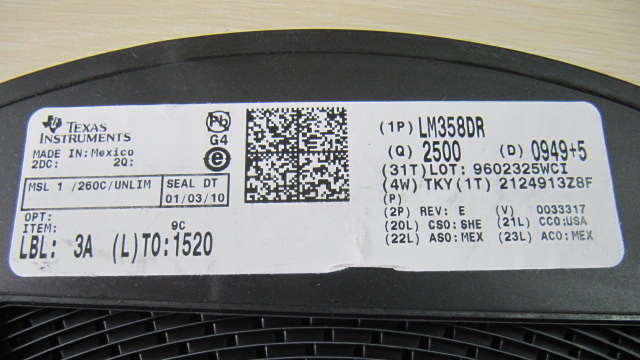 TEXAS
INSTRUMENTS
MADE IN: Mexico
2DC: 2Q:
Pb
G4
e
MSL 1 /260C/UNLIM
SEAL DT
01/03/10
OPT:
ITEM: 9C
LBL: 3A (L)TO:1520
(1P) LM358DR
(Q) 2500 (D) 0949+5
(31T)LOT: 9602325WCI
(4W) TKY(1T) 2124913Z8F
(P)
(2P) REV: E (V) 0033317
(20L) CSO:SHE (21L) CCO:USA
(22L) ASO:MEX (23L) ACO:MEX